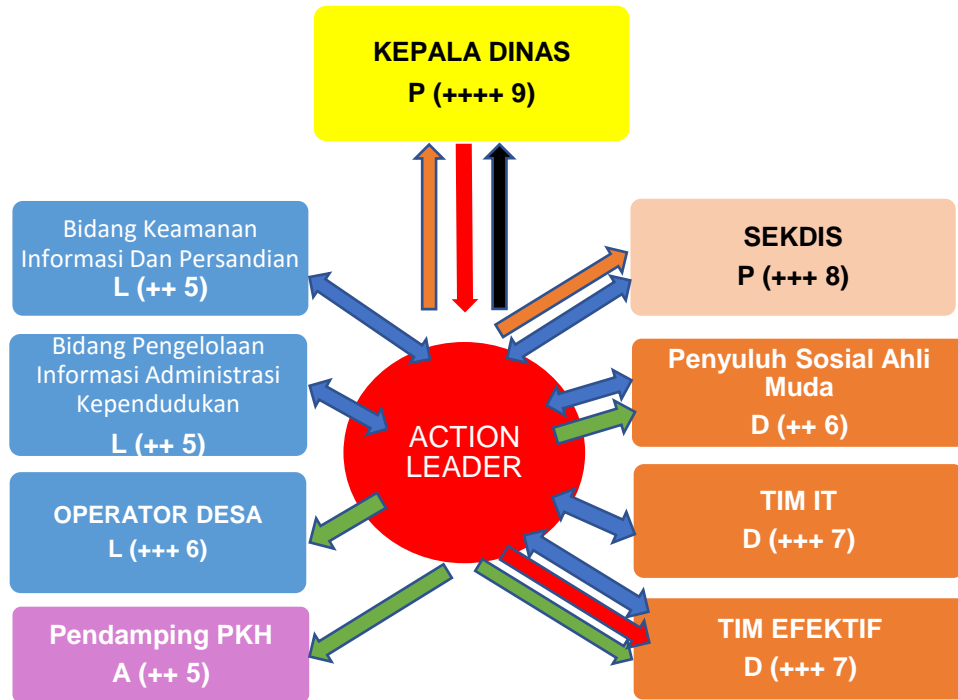 KEPALA DINAS
P (++++ 9)
Bidang Keamanan
Informasi Dan Persandian
L (++ 5)
SEKDIS
P (+++ 8)
Bidang Pengelolaan
Informasi Administrasi
Kependudukan
L (++ 5)
Penyuluh Sosial Ahli
Muda
D (++ 6)
ACTION
LEADER
OPERATOR DESA
L (+++ 6)
TIM IT
D (+++ 7)
Pendamping PKH
A (++ 5)
TIM EFEKTIF
D (+++ 7)